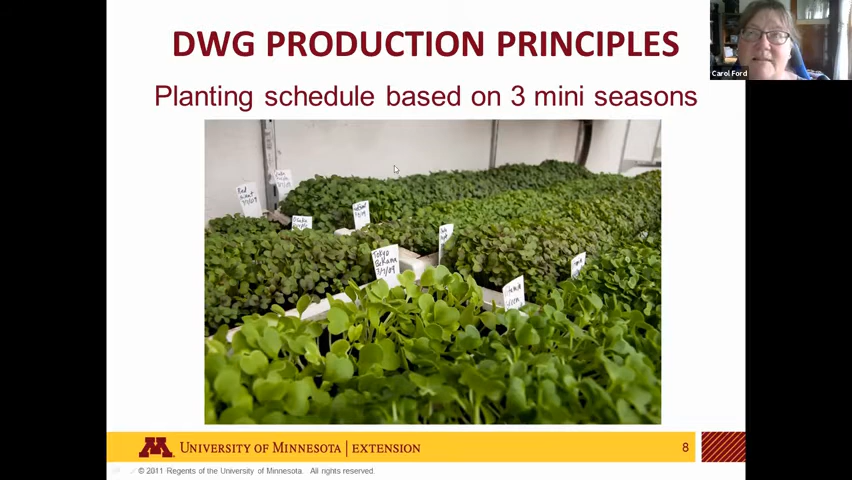 DWG PRODUCTION PRINCIPLES
Planting schedule based on 3 mini seasons
Carol Ford
Tokyo
Bekana
UNIVERSITY OF MINNESOTA | EXTENSION
8
© 2011 Regents of the University of Minnesota. All rights reserved.